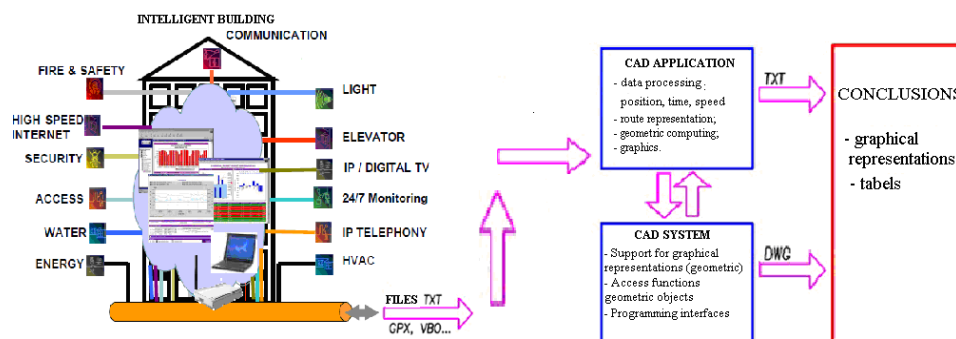 INTELLIGENT BUILDING
COMMUNICATION
FIRE & SAFETY
HIGH SPEED
INTERNET
SECURITY
ACCESS
WATER
ENERGY
LIGHT
ELEVATOR
IP / DIGITAL TV
24/7 Monitoring
IP TELEPHONY
HVAC
FILES TXT
GPX, VBO...
CAD APPLICATION
- data processing:
position, time, speed
- route representation;
- geometric computing;
- graphics.
CAD SYSTEM
- Support for graphical
representations (geometric)
- Access functions
geometric objects
- Programming interfaces
TXT
DWG
CONCLUSIONS
- graphical
representations
- tabels